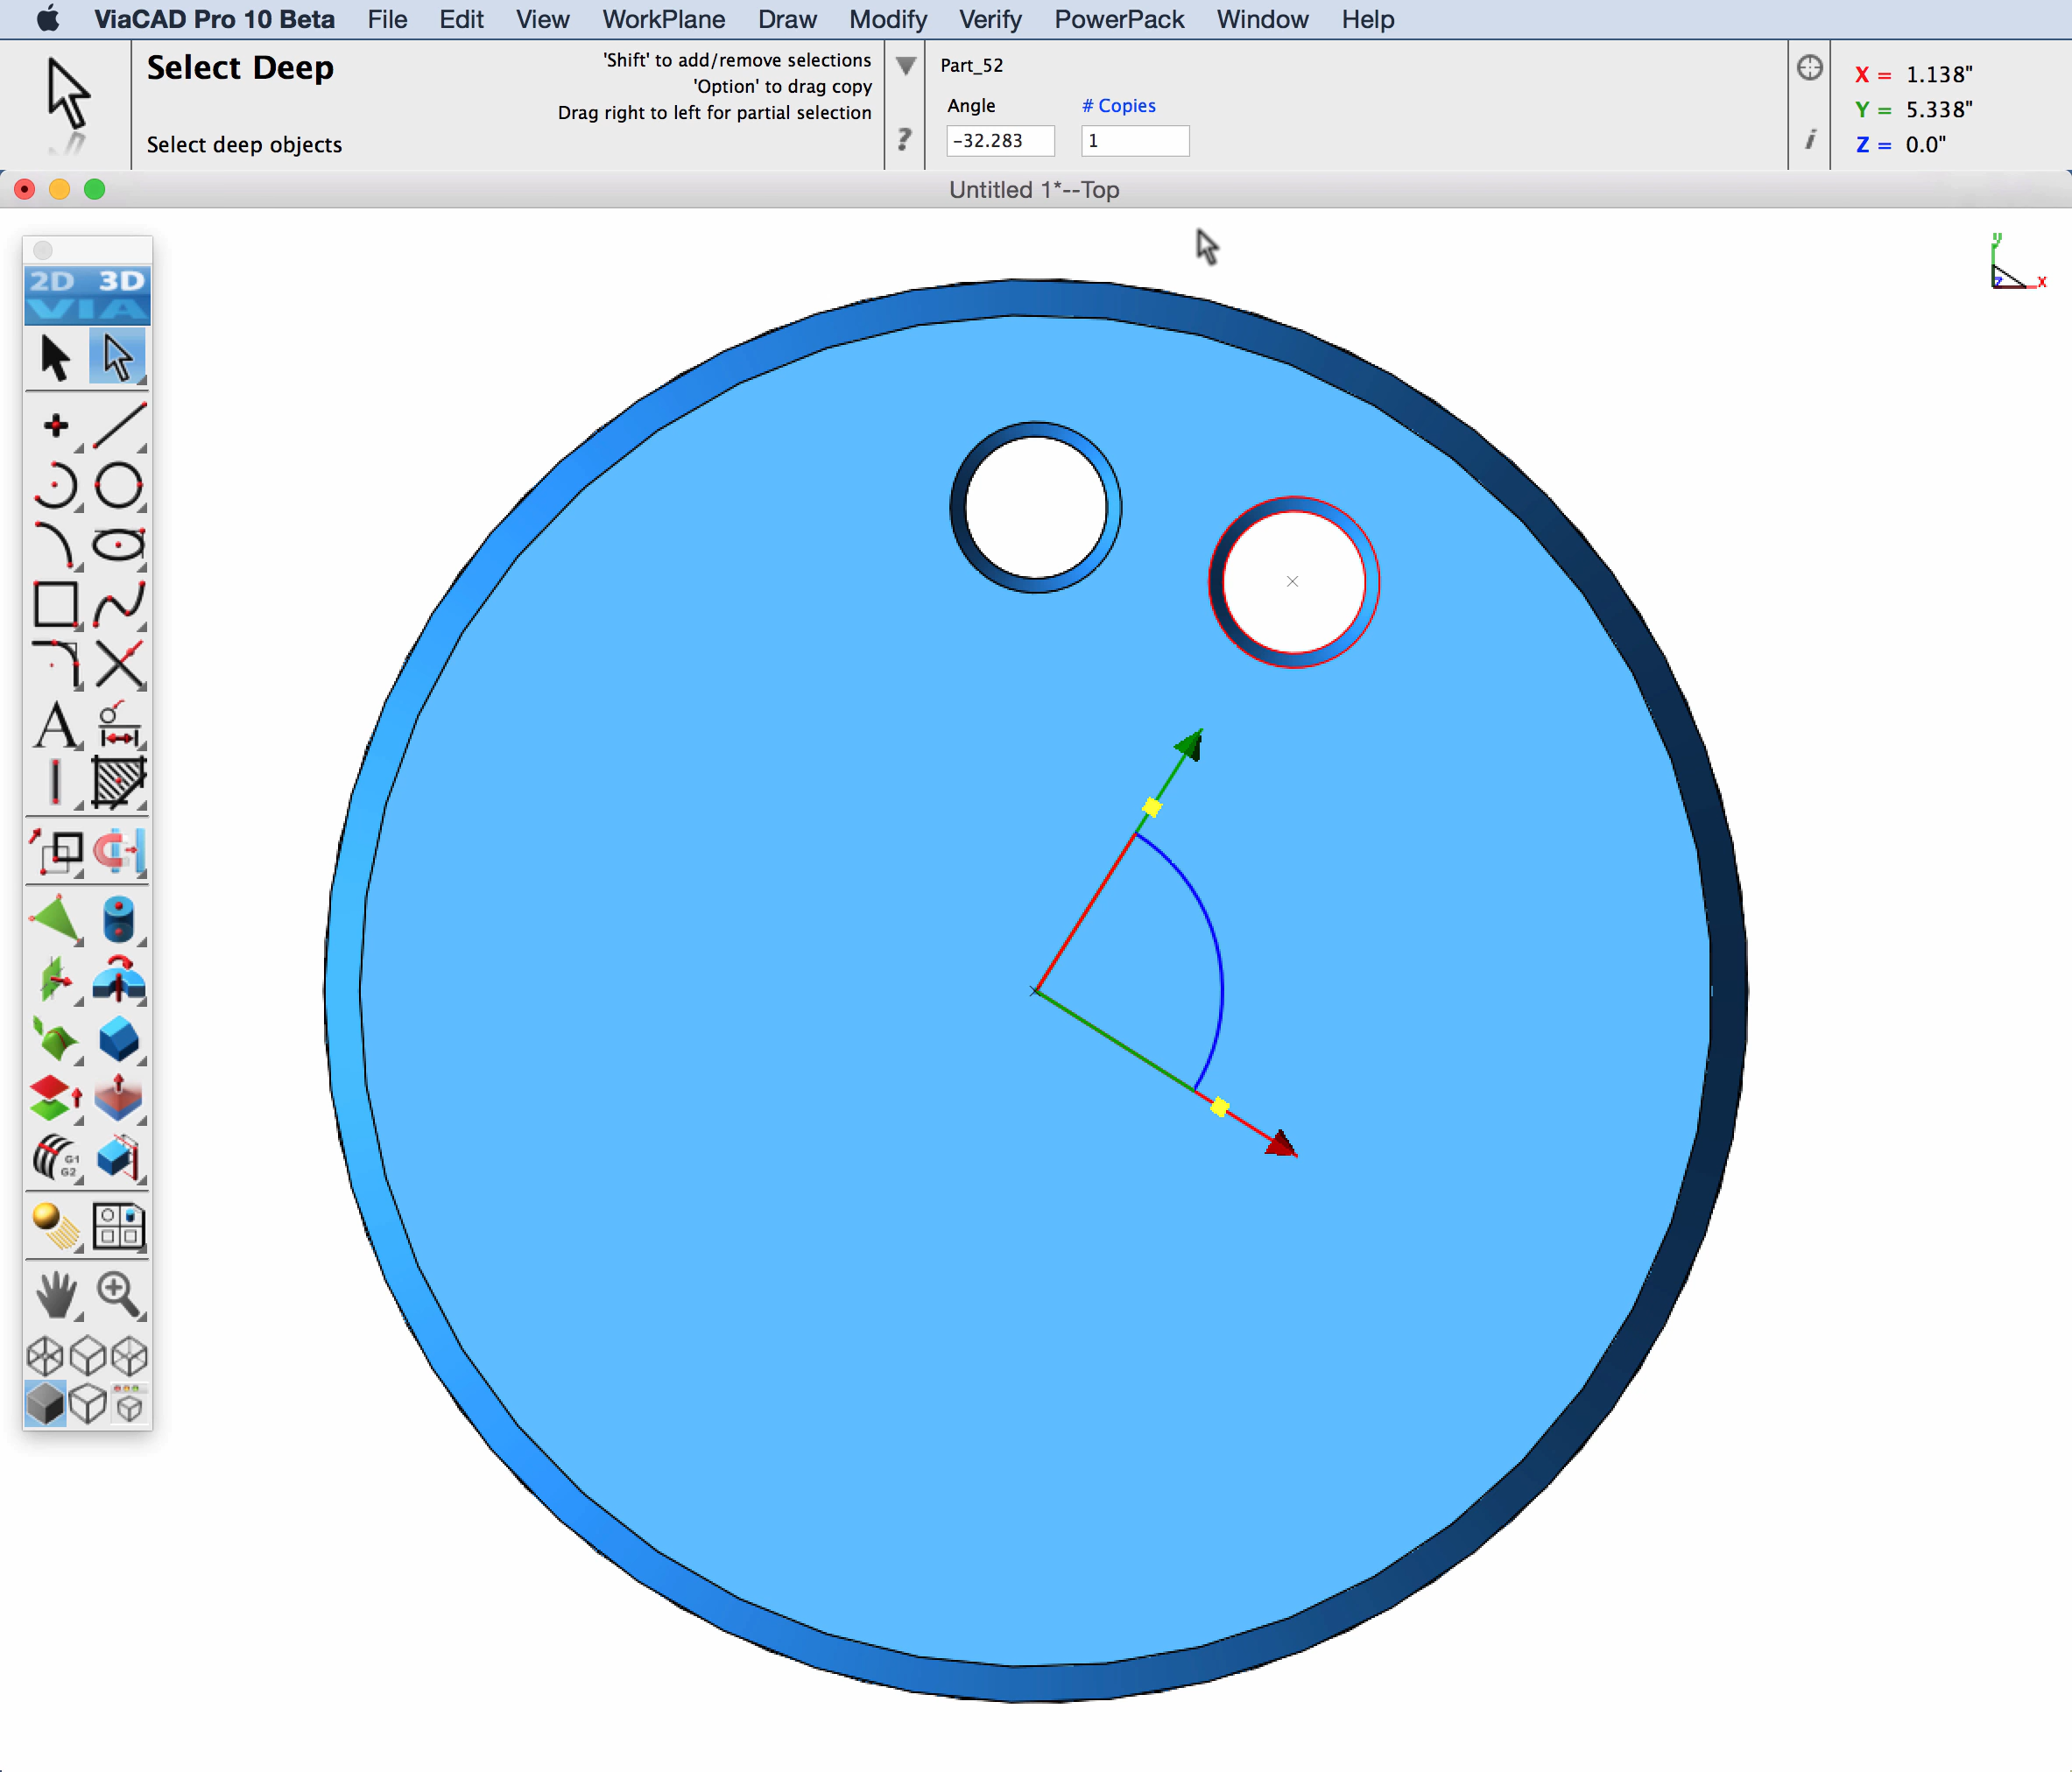 ViaCAD Pro 10 Beta File Edit View WorkPlane Draw Modify Verify PowerPack Window Help
Select Deep
'Shift' to add/remove selections
'Option' to drag copy
Drag right to left for partial selection
Select deep objects
?
Part_52
Angle # Copies
-32.283 1
i
X = 1.138"
Y = 5.338"
Z = 0.0"
Untitled 1*--Top
2D 3D
VIA
A
G1
G2
y
z x